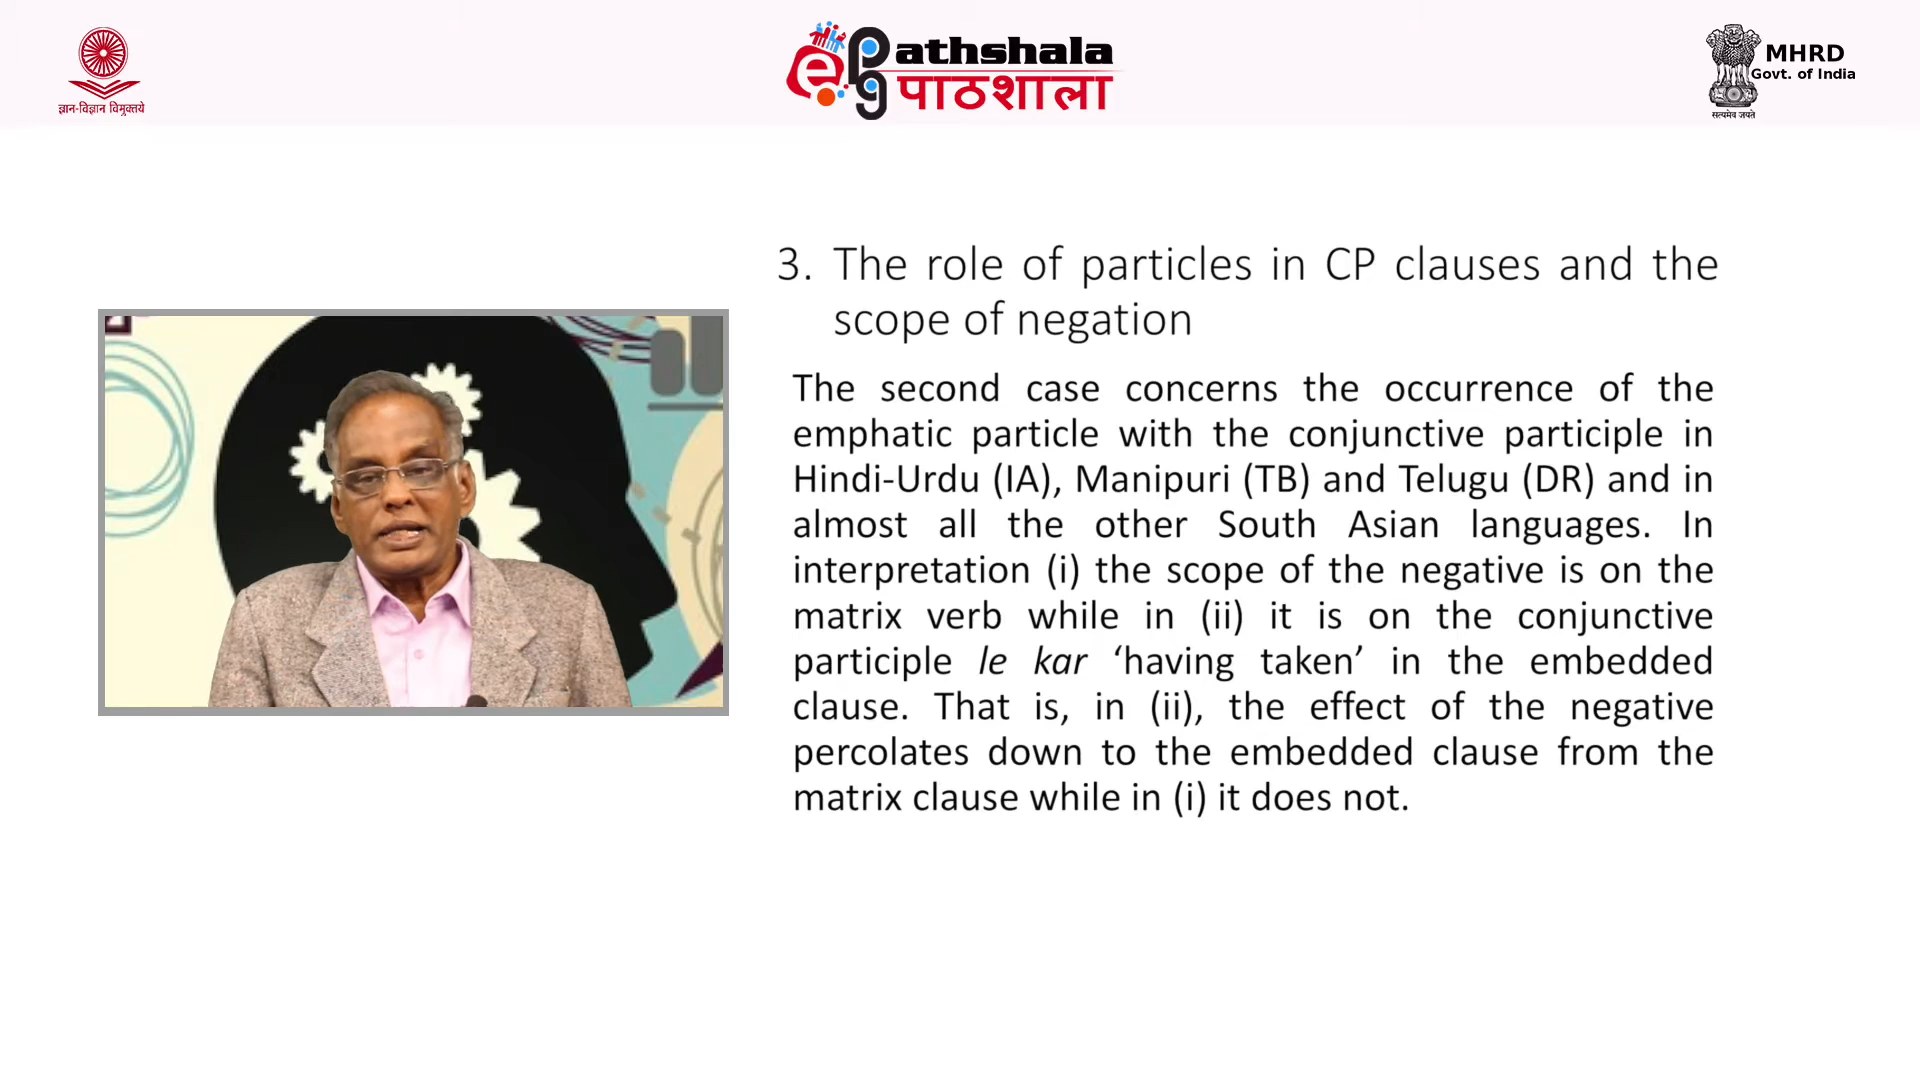 ज्ञान-विज्ञान विमुक्तये
ePathshala
पाठशाला
MHRD
Govt. of India
सत्यमेव जयते
3. The role of particles in CP clauses and the
scope of negation
The second case concerns the occurrence of the
emphatic particle with the conjunctive participle in
Hindi-Urdu (IA), Manipuri (TB) and Telugu (DR) and in
almost all the other South Asian languages. In
interpretation (i) the scope of the negative is on the
matrix verb while in (ii) it is on the conjunctive
participle le kar ‘having taken’ in the embedded
clause. That is, in (ii), the effect of the negative
percolates down to the embedded clause from the
matrix clause while in (i) it does not.